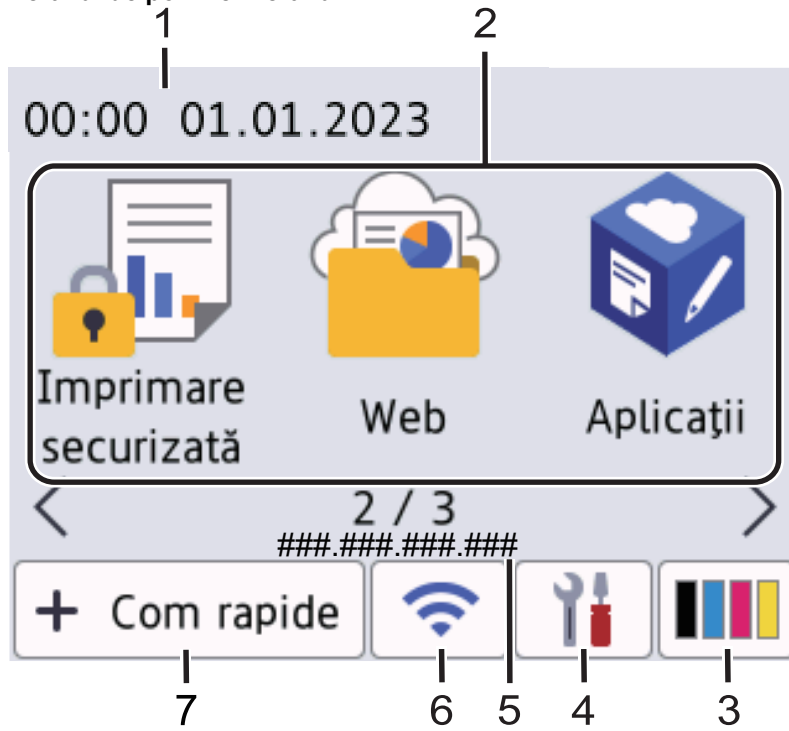 1 2
00:00 01.01.2023
Imprimare
securizată
Web
Aplicații
2 / 3
###.###.###.###
+ Com rapide
7 6 5 4 3